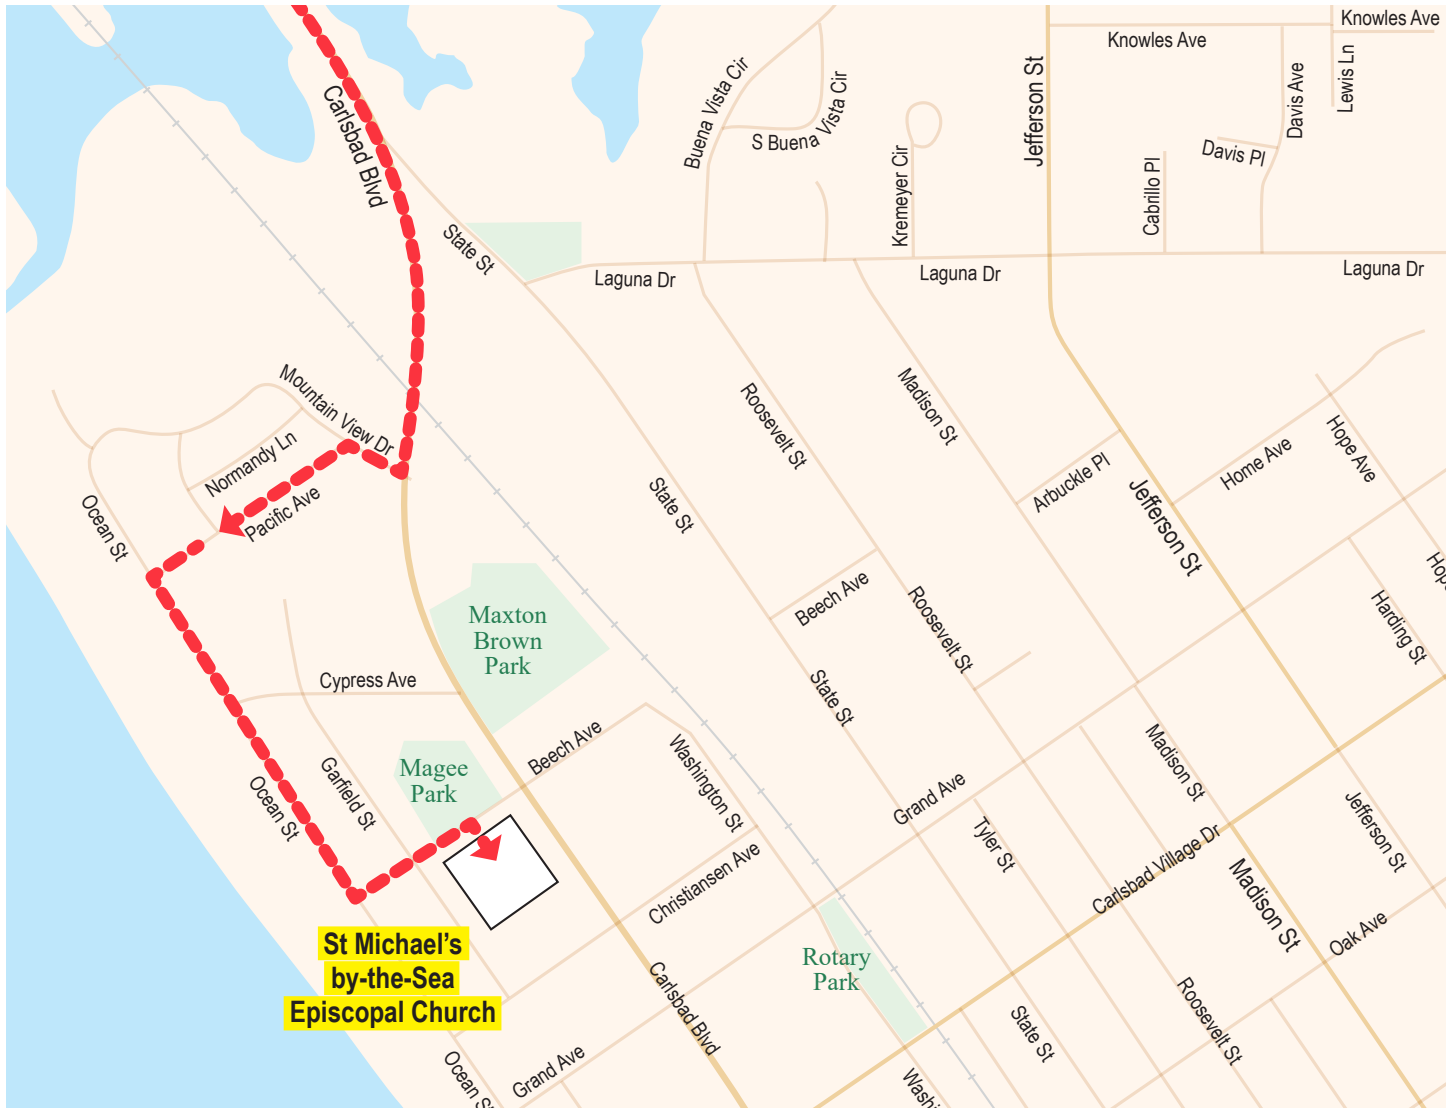 Knowles Ave
Knowles Ave
Jefferson St
Davis Ave
Lewis Ln
Buena Vista Cir
S Buena Vista Cir
Carlsbad Blvd
Kremeyer Cir
Davis Pl
Cabrillo Pl
State St
Laguna Dr
Laguna Dr
Laguna Dr
Mountain View Dr
Roosevelt St
Madison St
Normandy Ln
Hope Ave
Home Ave
Arbuckle Pl
Jefferson St
State St
Pacific Ave
Ocean St
Hop
Beech Ave
Roosevelt St
Harding St
Maxton
Brown
Park
Cypress Ave
State St
Beech Ave
Washington St
Madison St
Magee
Park
Garfield St
Ocean St
Grand Ave
Tyler St
Jefferson St
Carlsbad Village Dr
Christiansen Ave
Madison St
Oak Ave
St Michael's
by-the-Sea
Episcopal Church
Rotary
Park
Carlsbad Blvd
Roosevelt St
State St
Grand Ave
Ocean St
Washi